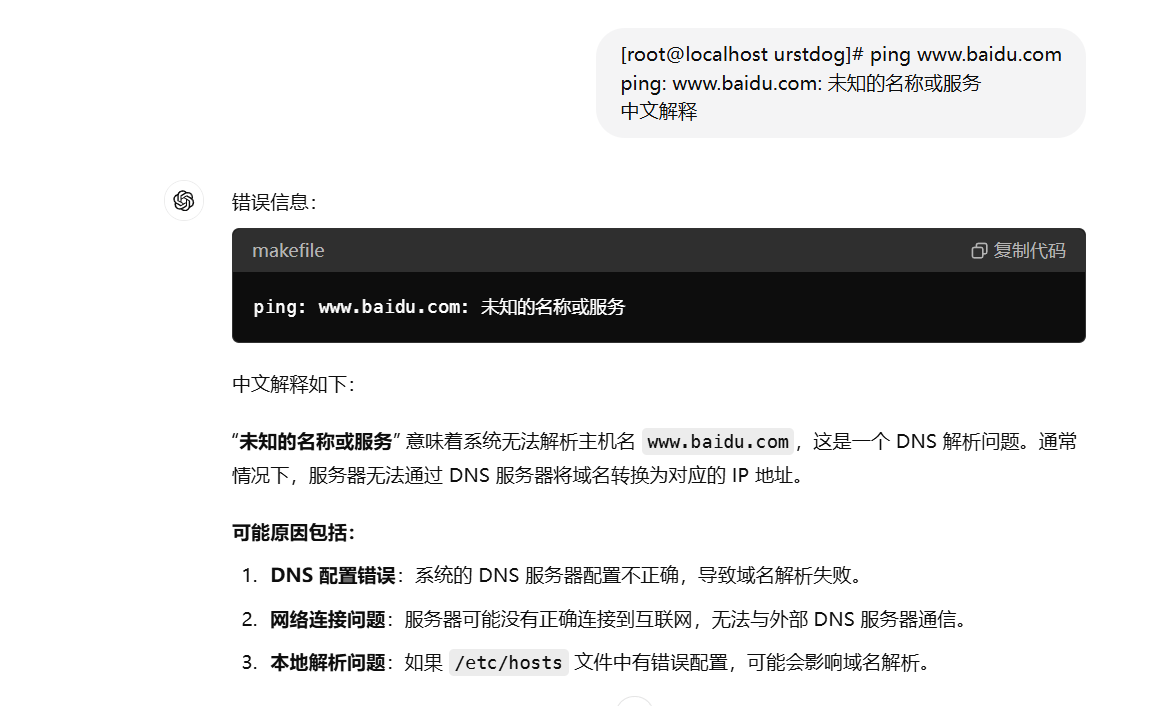 [root@localhost urstdog]# ping www.baidu.com
ping: www.baidu.com: 未知的名称或服务
中文解释
错误信息：
makefile
复制代码
ping: www.baidu.com: 未知的名称或服务
中文解释如下：
“未知的名称或服务” 意味着系统无法解析主机名 www.baidu.com，这是一个 DNS 解析问题。通常
情况下，服务器无法通过 DNS 服务器将域名转换为对应的 IP 地址。
可能原因包括：
1. DNS 配置错误：系统的 DNS 服务器配置不正确，导致域名解析失败。
2. 网络连接问题：服务器可能没有正确连接到互联网，无法与外部 DNS 服务器通信。
3. 本地解析问题：如果 /etc/hosts 文件中有错误配置，可能会影响域名解析。